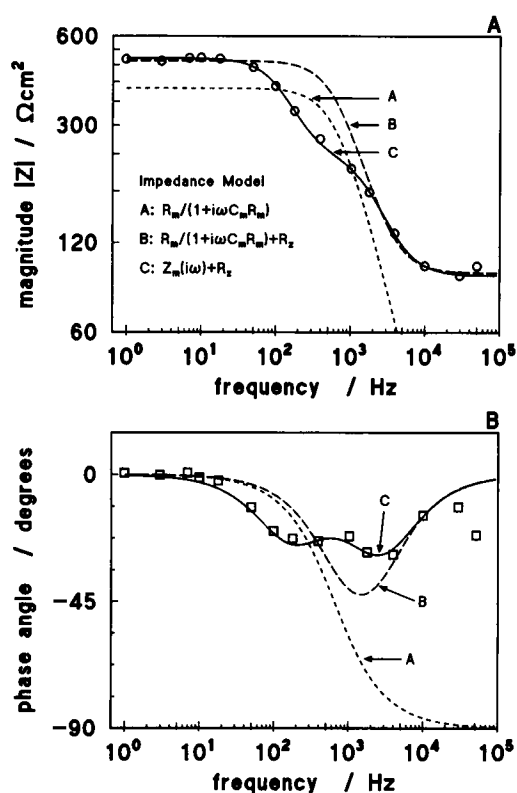 A
600
300
120
60
magnitude |Z| / Ωcm²
A
B
C
Impedance Model
A: Rₘ/(1+iωCₘRₘ)
B: Rₘ/(1+iωCₘRₘ)+R_z
C: Zₘ(iω)+R_z
10⁰ 10¹ 10² 10³ 10⁴ 10⁵
frequency / Hz
B
0
−45
−90
phase angle / degrees
C
B
A
10⁰ 10¹ 10² 10³ 10⁴ 10⁵
frequency / Hz